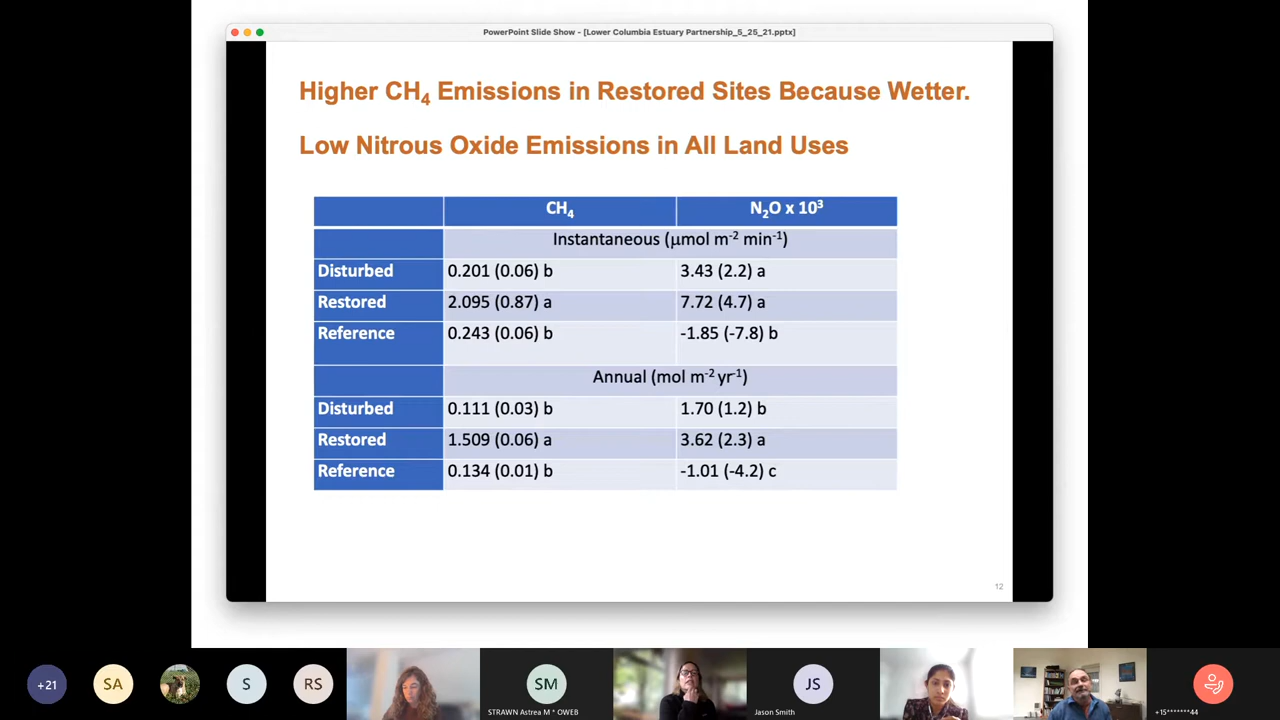 PowerPoint Slide Show - [Lower Columbia Estuary Partnership_5_25_21.pptx]
Higher CH₄ Emissions in Restored Sites Because Wetter.
Low Nitrous Oxide Emissions in All Land Uses
CH₄ N₂O x 10³
Instantaneous (µmol m⁻² min⁻¹)
Disturbed 0.201 (0.06) b 3.43 (2.2) a
Restored 2.095 (0.87) a 7.72 (4.7) a
Reference 0.243 (0.06) b -1.85 (-7.8) b
Annual (mol m⁻² yr⁻¹)
Disturbed 0.111 (0.03) b 1.70 (1.2) b
Restored 1.509 (0.06) a 3.62 (2.3) a
Reference 0.134 (0.01) b -1.01 (-4.2) c
12
+21 SA S RS SM JS
STRAWN Astrea M * OWEB Jason Smith +15*******44